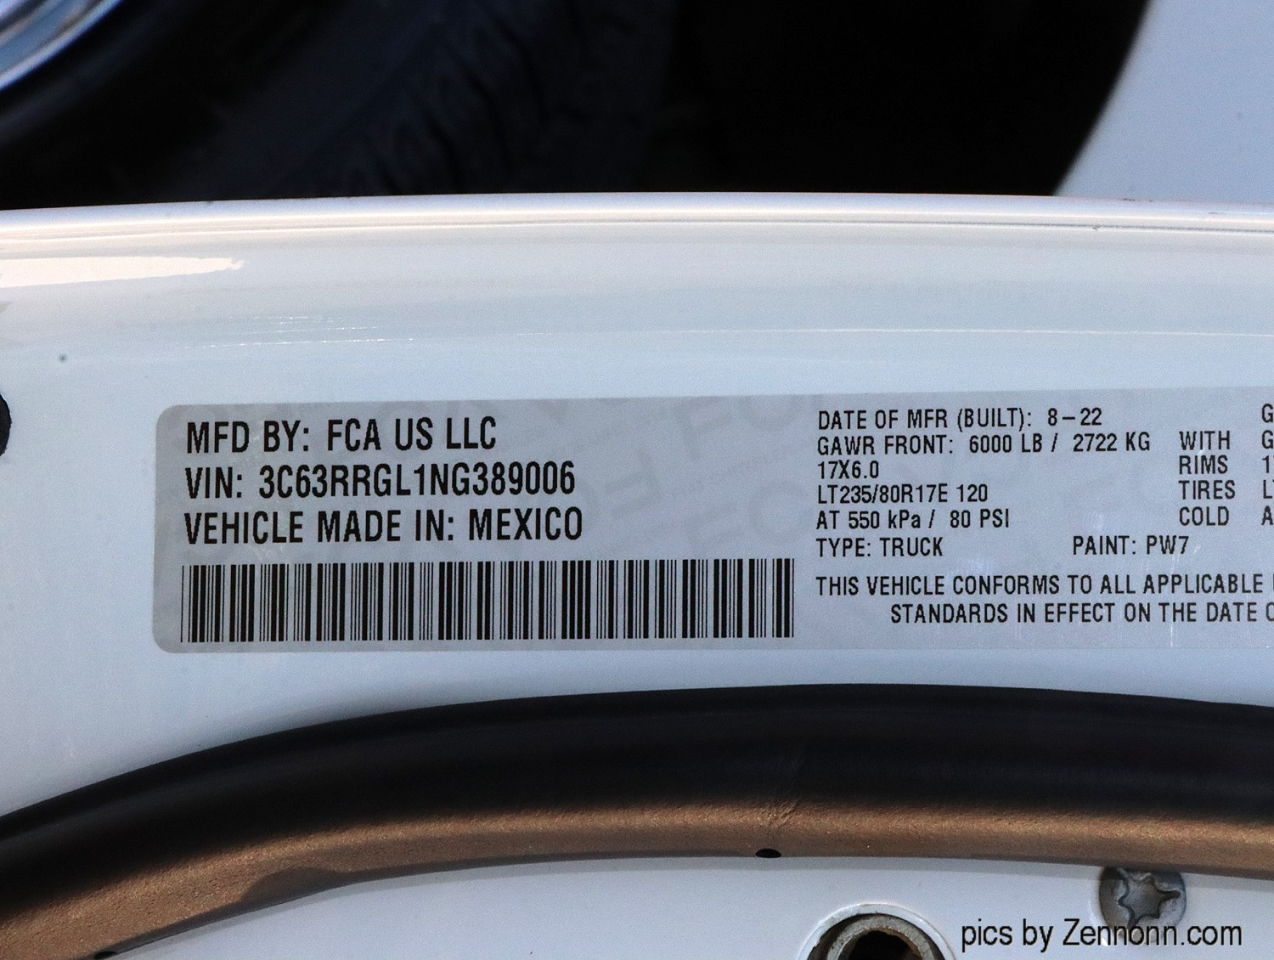 MFD BY: FCA US LLC
VIN: 3C63RRGL1NG389006
VEHICLE MADE IN: MEXICO
DATE OF MFR (BUILT): 8-22
GAWR FRONT: 6000 LB / 2722 KG WITH
17X6.0 RIMS
LT235/80R17E 120 TIRES
AT 550 kPa / 80 PSI COLD
TYPE: TRUCK PAINT: PW7
THIS VEHICLE CONFORMS TO ALL APPLICABLE
STANDARDS IN EFFECT ON THE DATE
pics by Zennonn.com